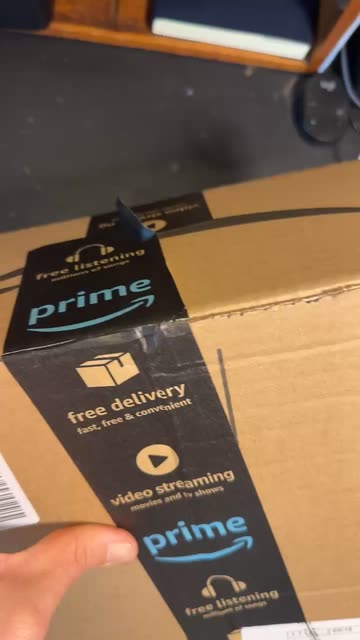 free listening
millions of songs
prime
free delivery
fast, free & convenient
video streaming
movies and tv shows
prime
free listening
millions of songs